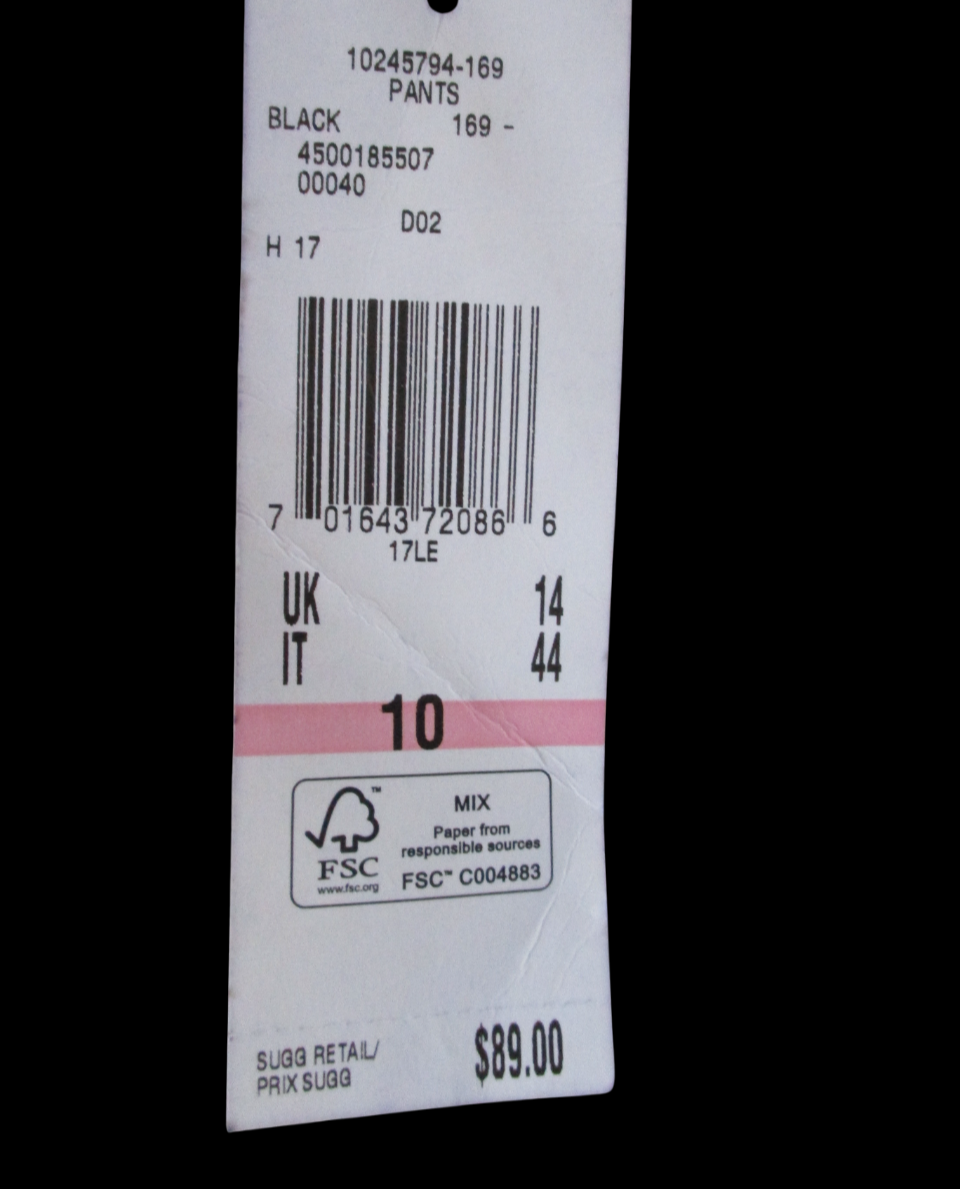 10245794-169
PANTS
BLACK 169 -
4500185507
00040
D02
H 17
7 01643 72086 6
17LE
UK 14
IT 44
10
FSC™
www.fsc.org
MIX
Paper from
responsible sources
FSC™ C004883
SUGG RETAIL/
PRIX SUGG
$89.00